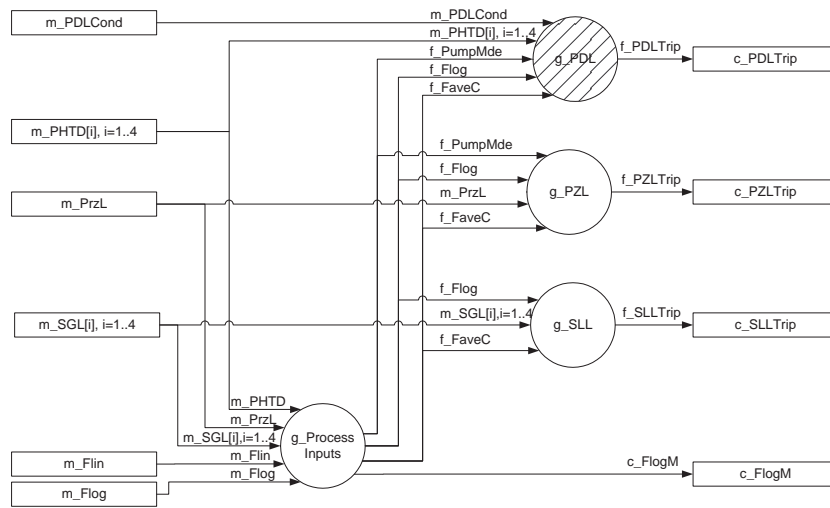 m_PDLCond
m_PDLCond
m_PHTD[i], i=1..4
f_PumpMde
g_PDL
f_PDLTrip
c_PDLTrip
f_Flog
f_FaveC
m_PHTD[i], i=1..4
f_PumpMde
f_Flog
f_PZLTrip
m_PrzL
m_PrzL
g_PZL
c_PZLTrip
f_FaveC
f_Flog
m_SGL[i], i=1..4
m_SGL[i],i=1..4
f_SLLTrip
g_SLL
c_SLLTrip
f_FaveC
m_PHTD
m_PrzL
m_SGL[i],i=1..4
g_Process
Inputs
m_Flin
m_Flin
c_FlogM
c_FlogM
m_Flog
m_Flog